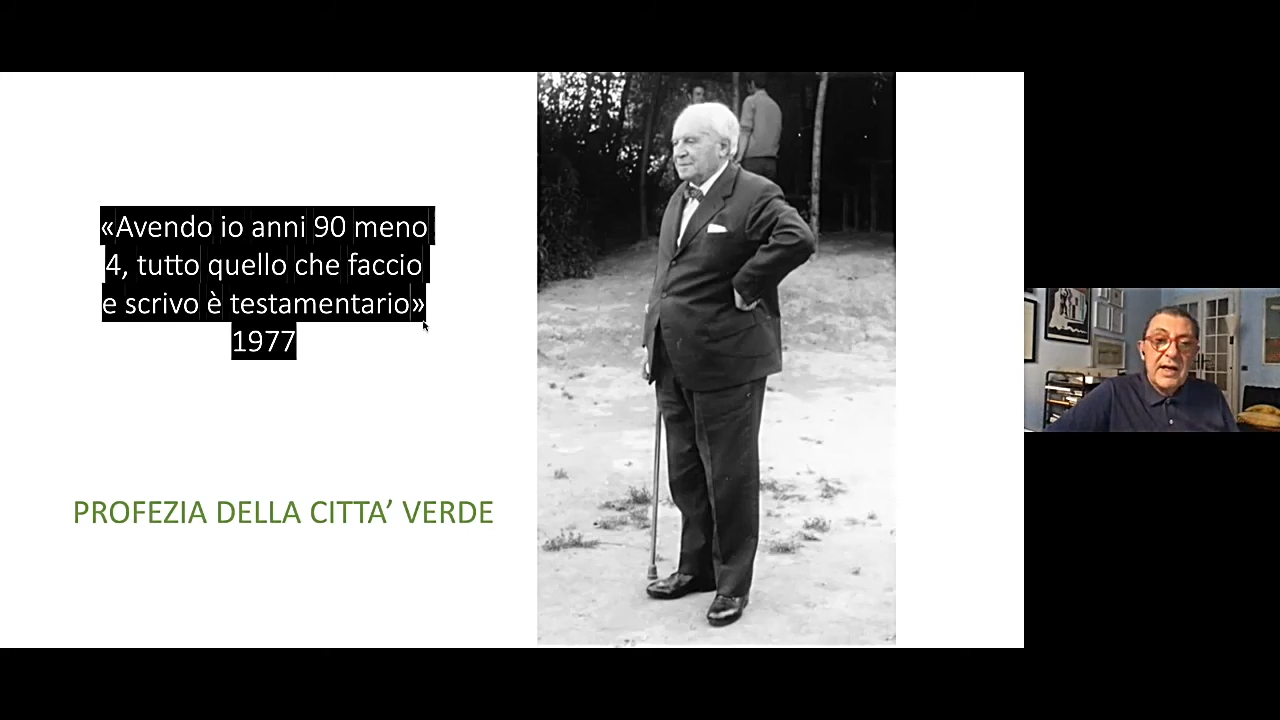 «Avendo io anni 90 meno
4, tutto quello che faccio
e scrivo è testamentario»
1977
PROFEZIA DELLA CITTA’ VERDE